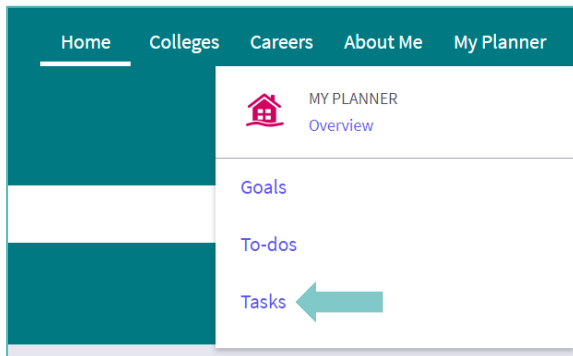 Home Colleges Careers About Me My Planner
MY PLANNER
Overview
Goals
To-dos
Tasks